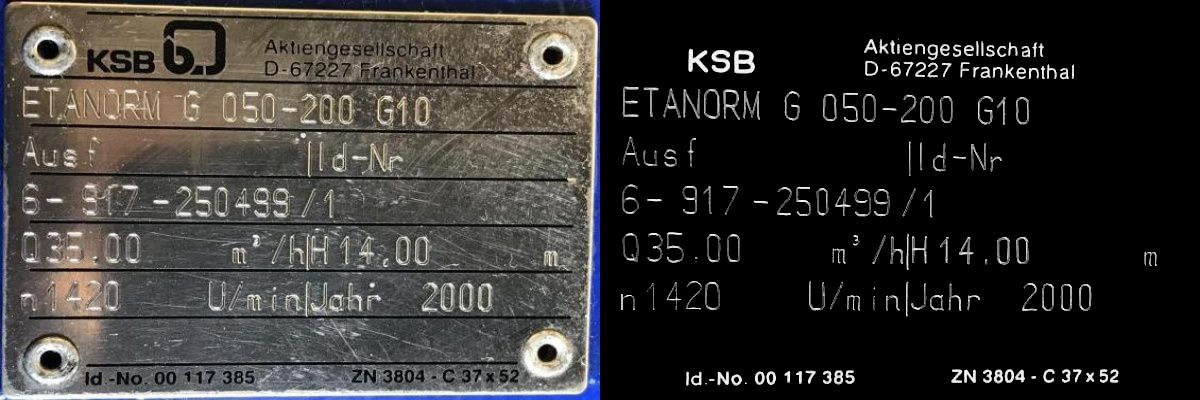 KSB Aktiengesellschaft
D-67227 Frankenthal
ETANORM G 050-200 G10
Ausf |Id-Nr
6- 917 -250499/1
Q35.00 m³/h|H14.00 m
n1420 U/min|Jahr 2000
Id.-No. 00 117 385 ZN 3804 - C 37 x 52
KSB Aktiengesellschaft
D-67227 Frankenthal
ETANORM G 050-200 G10
Ausf |Id-Nr
6- 917 -250499/1
Q35.00 m³/h|H14.00 m
n1420 U/min|Jahr 2000
Id.-No. 00 117 385 ZN 3804 - C 37 x 52